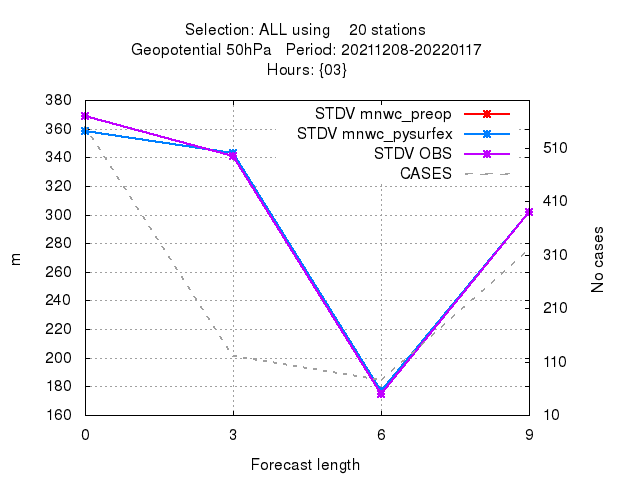 Selection: ALL using    20 stations
Geopotential 50hPa   Period: 20211208-20220117
Hours: {03}
STDV mnwc_preop
STDV mnwc_pysurfex
STDV OBS
CASES
380
360
340
320
300
280
260
240
220
200
180
160
m
510
410
310
210
110
10
No cases
0 3 6 9
Forecast length